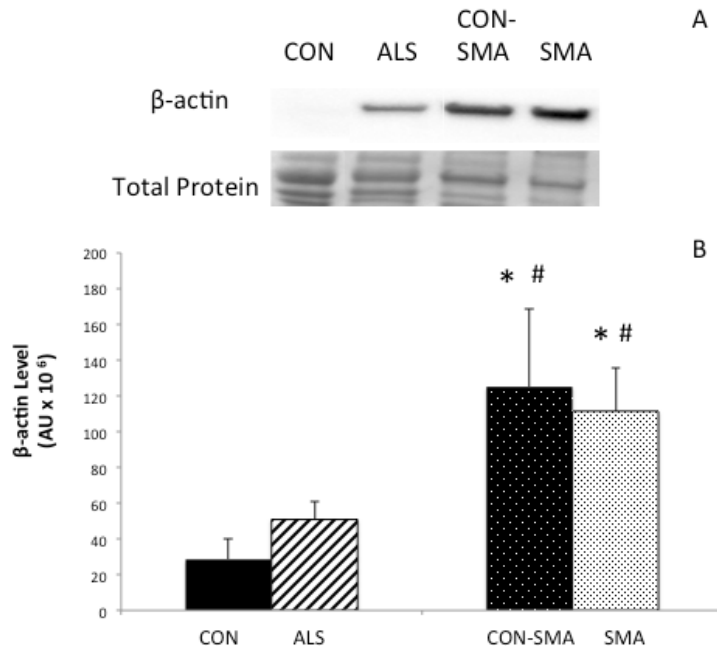 A
CON-
CON ALS SMA SMA
β-actin
Total Protein
B
200
180
160
140
120
100
80
60
40
20
0
β-actin Level
(AU x 10 6)
* #
* #
CON ALS CON-SMA SMA